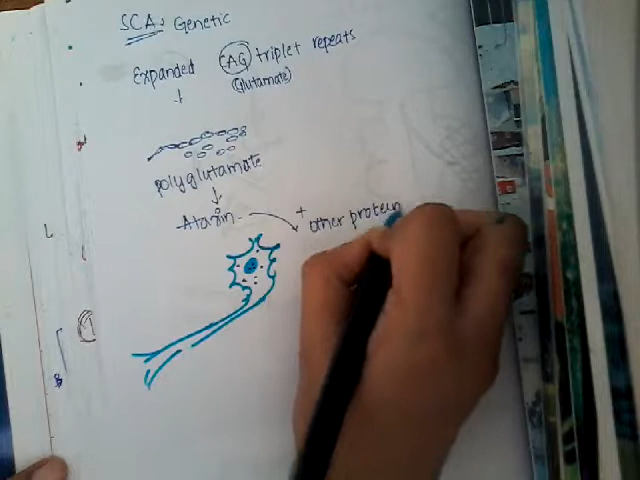 SCA: Genetic
Expanded CAG triplet repeats
(Glutamate)
polyglutamate
Ataxin
+
other protein